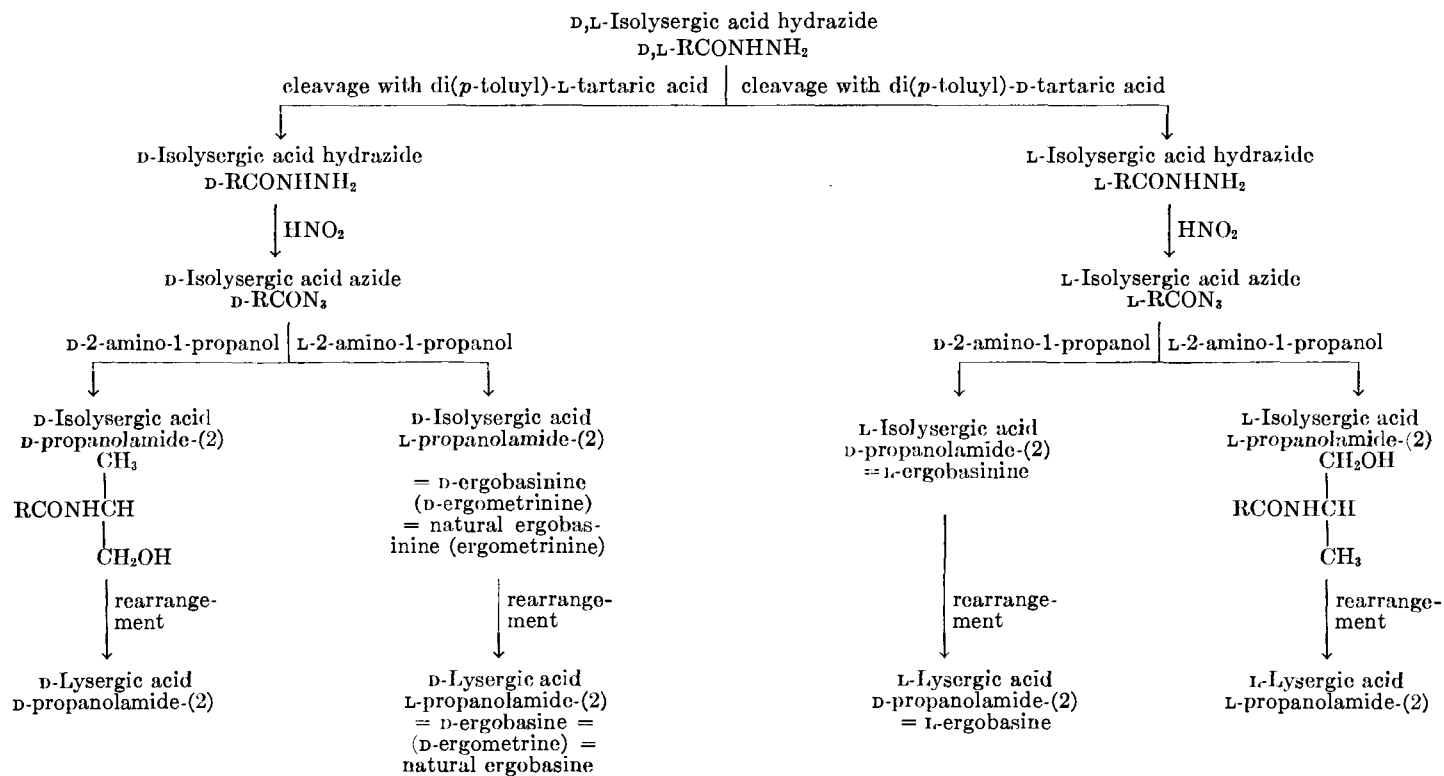 D,L-Isolysergic acid hydrazide
D,L-RCONHNH₂
cleavage with di(p-toluyl)-L-tartaric acid
cleavage with di(p-toluyl)-D-tartaric acid
D-Isolysergic acid hydrazide
D-RCONHNH₂
L-Isolysergic acid hydrazide
L-RCONHNH₂
HNO₂
HNO₂
D-Isolysergic acid azide
D-RCON₃
L-Isolysergic acid azide
L-RCON₃
D-2-amino-1-propanol
L-2-amino-1-propanol
D-2-amino-1-propanol
L-2-amino-1-propanol
D-Isolysergic acid
D-propanolamide-(2)
CH₃
RCONHCH
CH₂OH
D-Isolysergic acid
L-propanolamide-(2)
= D-ergobasinine
(D-ergometrinine)
= natural ergobas-
inine (ergometrinine)
L-Isolysergic acid
D-propanolamide-(2)
= L-ergobasinine
L-Isolysergic acid
L-propanolamide-(2)
CH₂OH
RCONHCH
CH₃
rearrange-
ment
rearrange-
ment
rearrange-
ment
rearrange-
ment
D-Lysergic acid
D-propanolamide-(2)
D-Lysergic acid
L-propanolamide-(2)
= D-ergobasine =
(D-ergometrine) =
natural ergobasine
L-Lysergic acid
D-propanolamide-(2)
= L-ergobasine
L-Lysergic acid
L-propanolamide-(2)